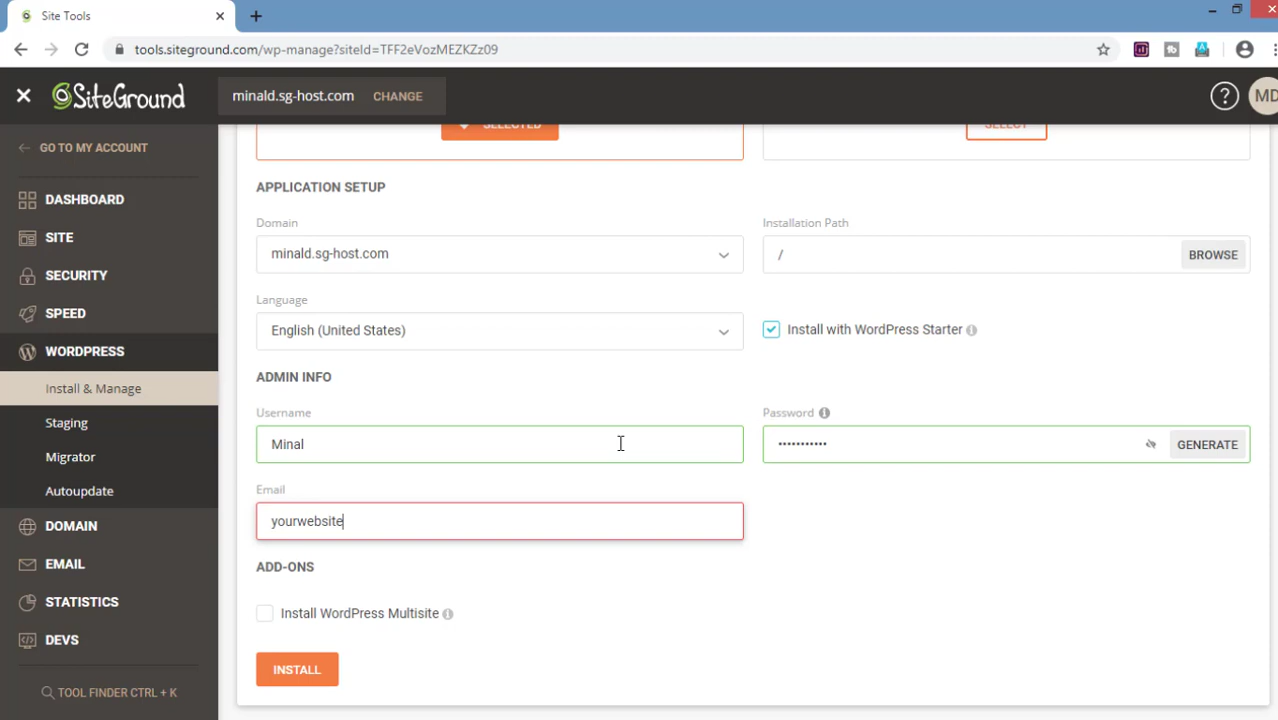 Site Tools
tools.siteground.com/wp-manage?siteId=TFF2eVozMEZKZz09
SiteGround
minald.sg-host.com CHANGE
MD
GO TO MY ACCOUNT
DASHBOARD
SITE
SECURITY
SPEED
WORDPRESS
Install & Manage
Staging
Migrator
Autoupdate
DOMAIN
EMAIL
STATISTICS
DEVS
TOOL FINDER CTRL + K
SELECTED
SELECT
APPLICATION SETUP
Domain
minald.sg-host.com
Installation Path
/
BROWSE
Language
English (United States)
Install with WordPress Starter
ADMIN INFO
Username
Minal
Password
•••••••••••
GENERATE
Email
yourwebsite
ADD-ONS
Install WordPress Multisite
INSTALL